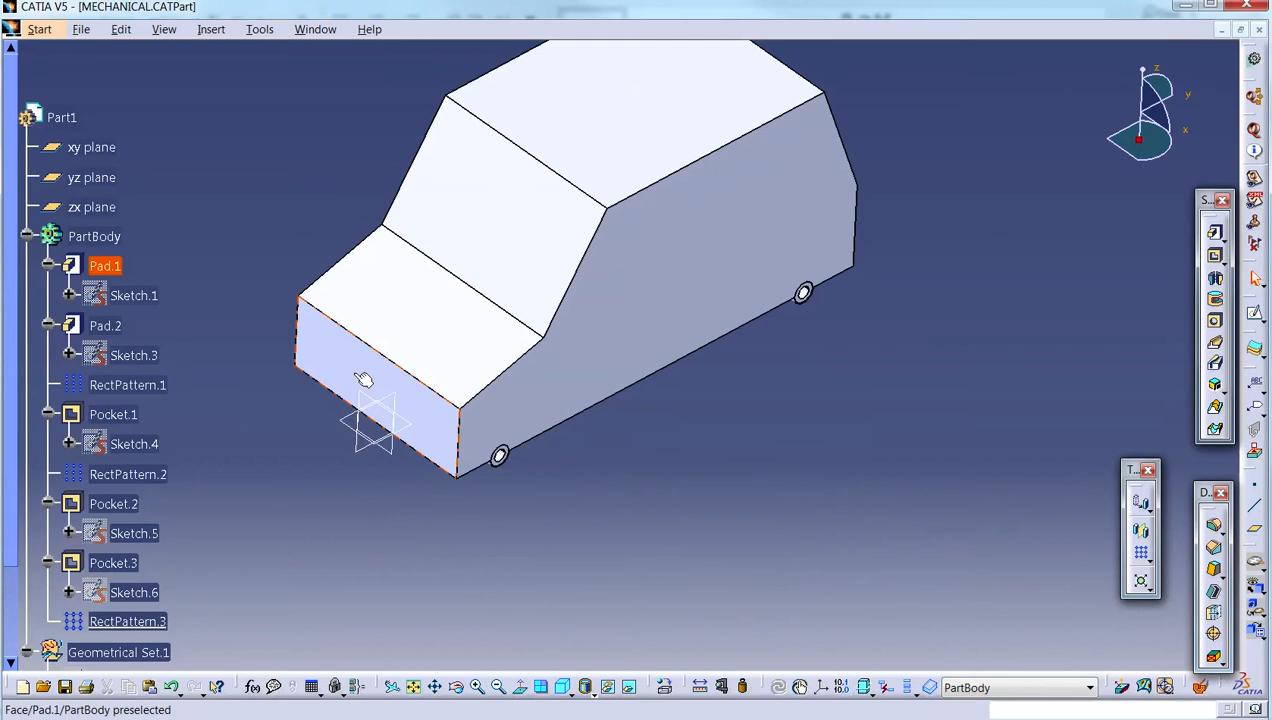 CATIA V5 - [MECHANICAL.CATPart]
Start File Edit View Insert Tools Window Help
z
y
x
Part1
xy plane
yz plane
zx plane
PartBody
Pad.1
Sketch.1
Pad.2
Sketch.3
RectPattern.1
Pocket.1
Sketch.4
RectPattern.2
Pocket.2
Sketch.5
Pocket.3
Sketch.6
RectPattern.3
Geometrical Set.1
S...
T...
D...
PartBody
Face/Pad.1/PartBody preselected